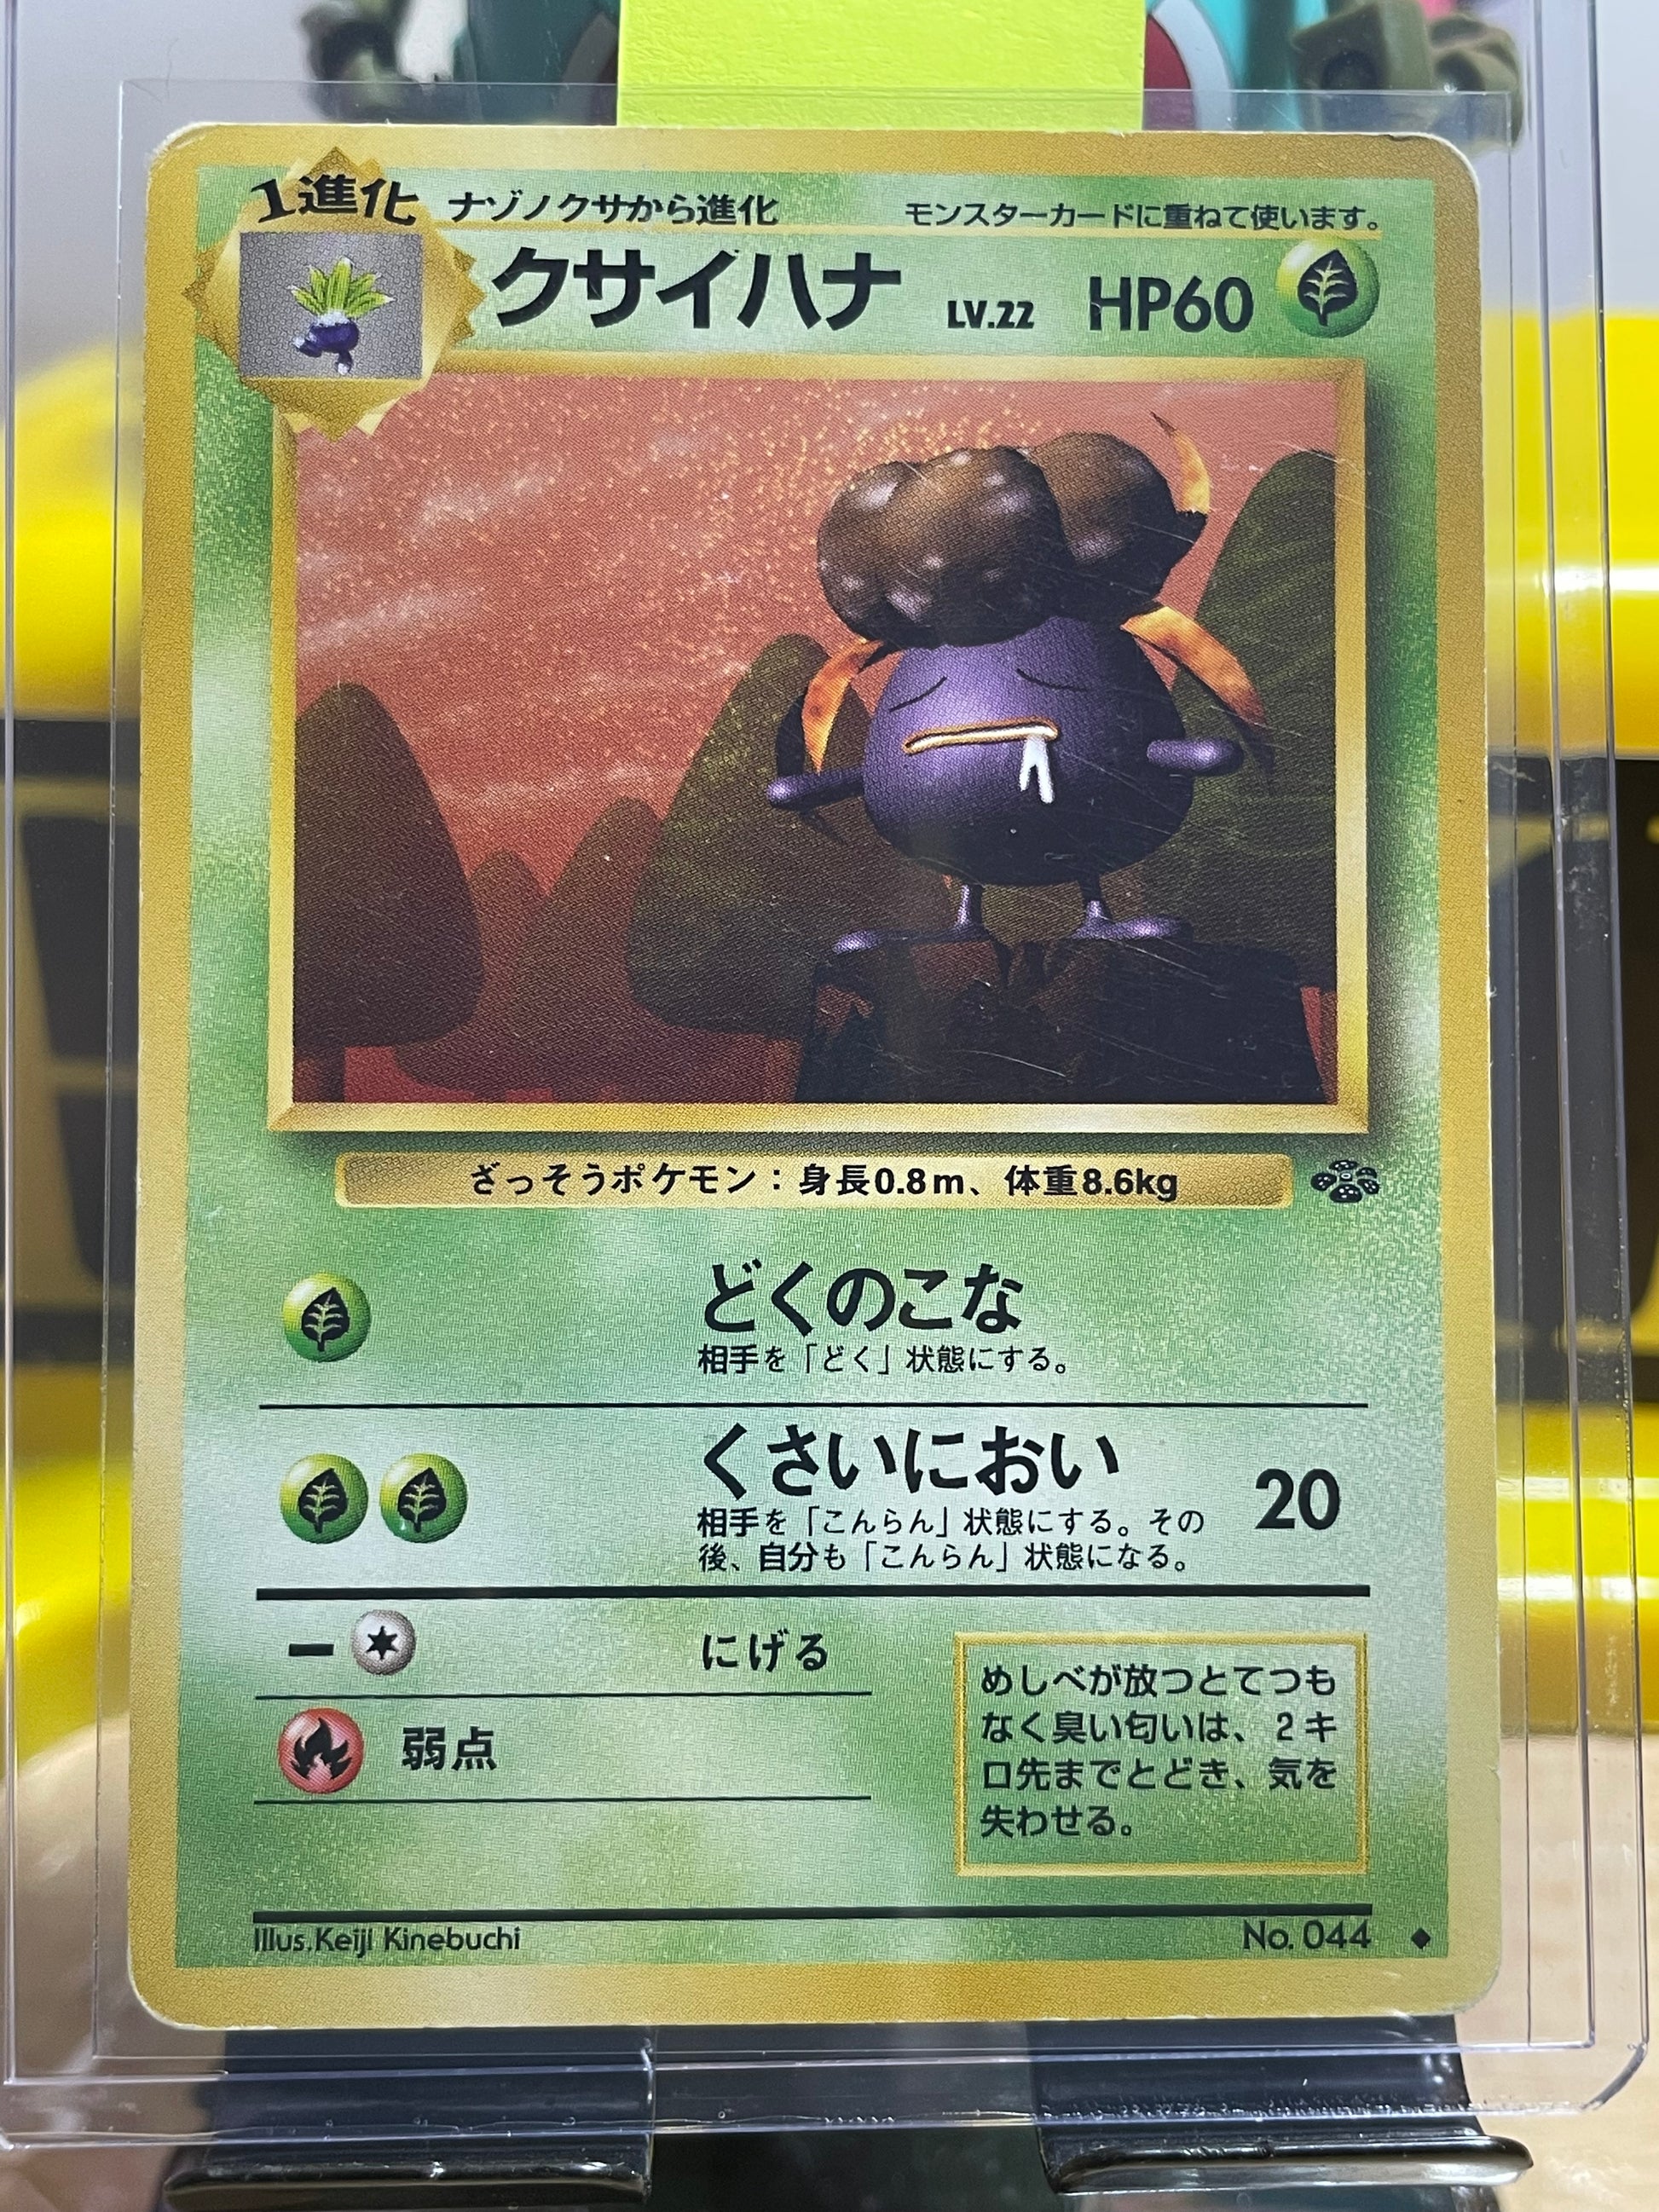 1進化 ナゾノクサから進化 モンスターカードに重ねて使います。
クサイハナ LV.22 HP60
ざっそうポケモン：身長0.8m、体重8.6kg
どくのこな
相手を「どく」状態にする。
くさいにおい 20
相手を「こんらん」状態にする。その
後、自分も「こんらん」状態になる。
ー にげる
弱点
めしべが放つとてつも
なく臭い匂いは、2キ
ロ先までとどき、気を
失わせる。
Illus.Keiji Kinebuchi No. 044 ◆